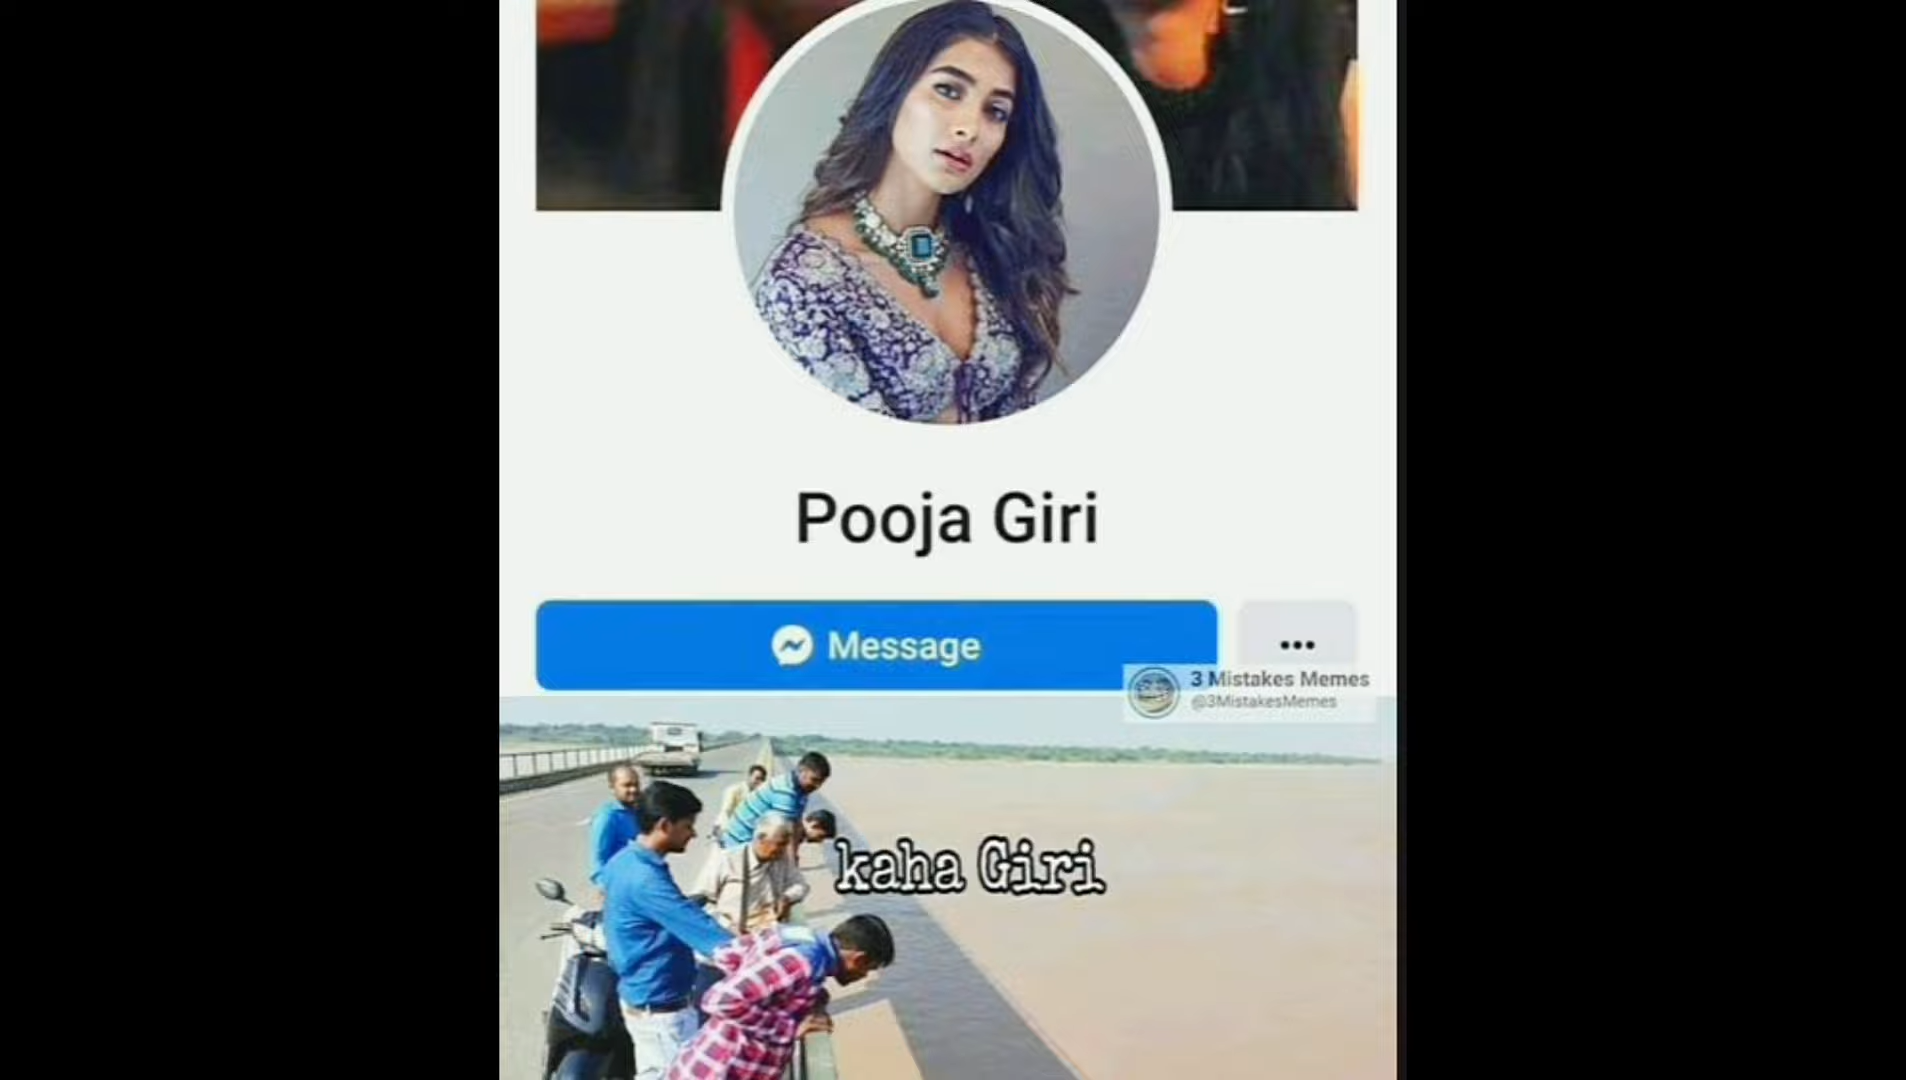 Pooja Giri
Message
3 Mistakes Memes
@3MistakesMemes
kaha Giri